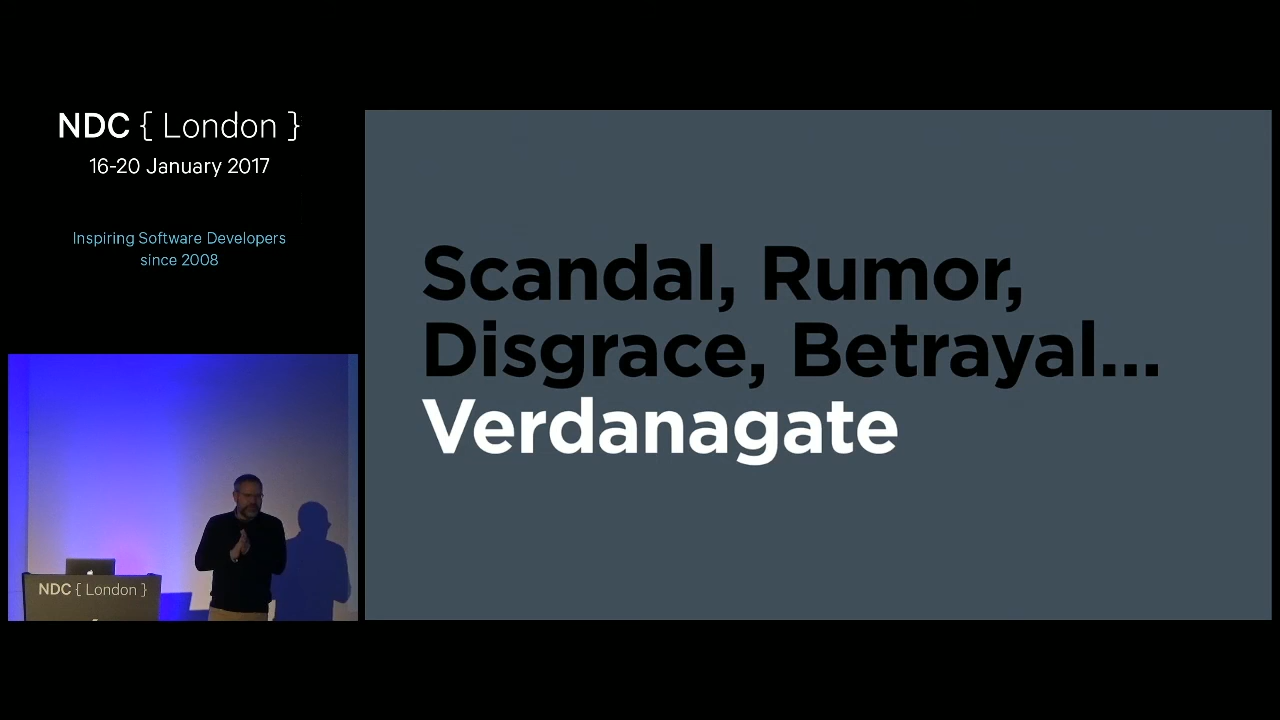 NDC { London }
16-20 January 2017
Inspiring Software Developers
since 2008
Scandal, Rumor,
Disgrace, Betrayal...
Verdanagate
NDC { London }